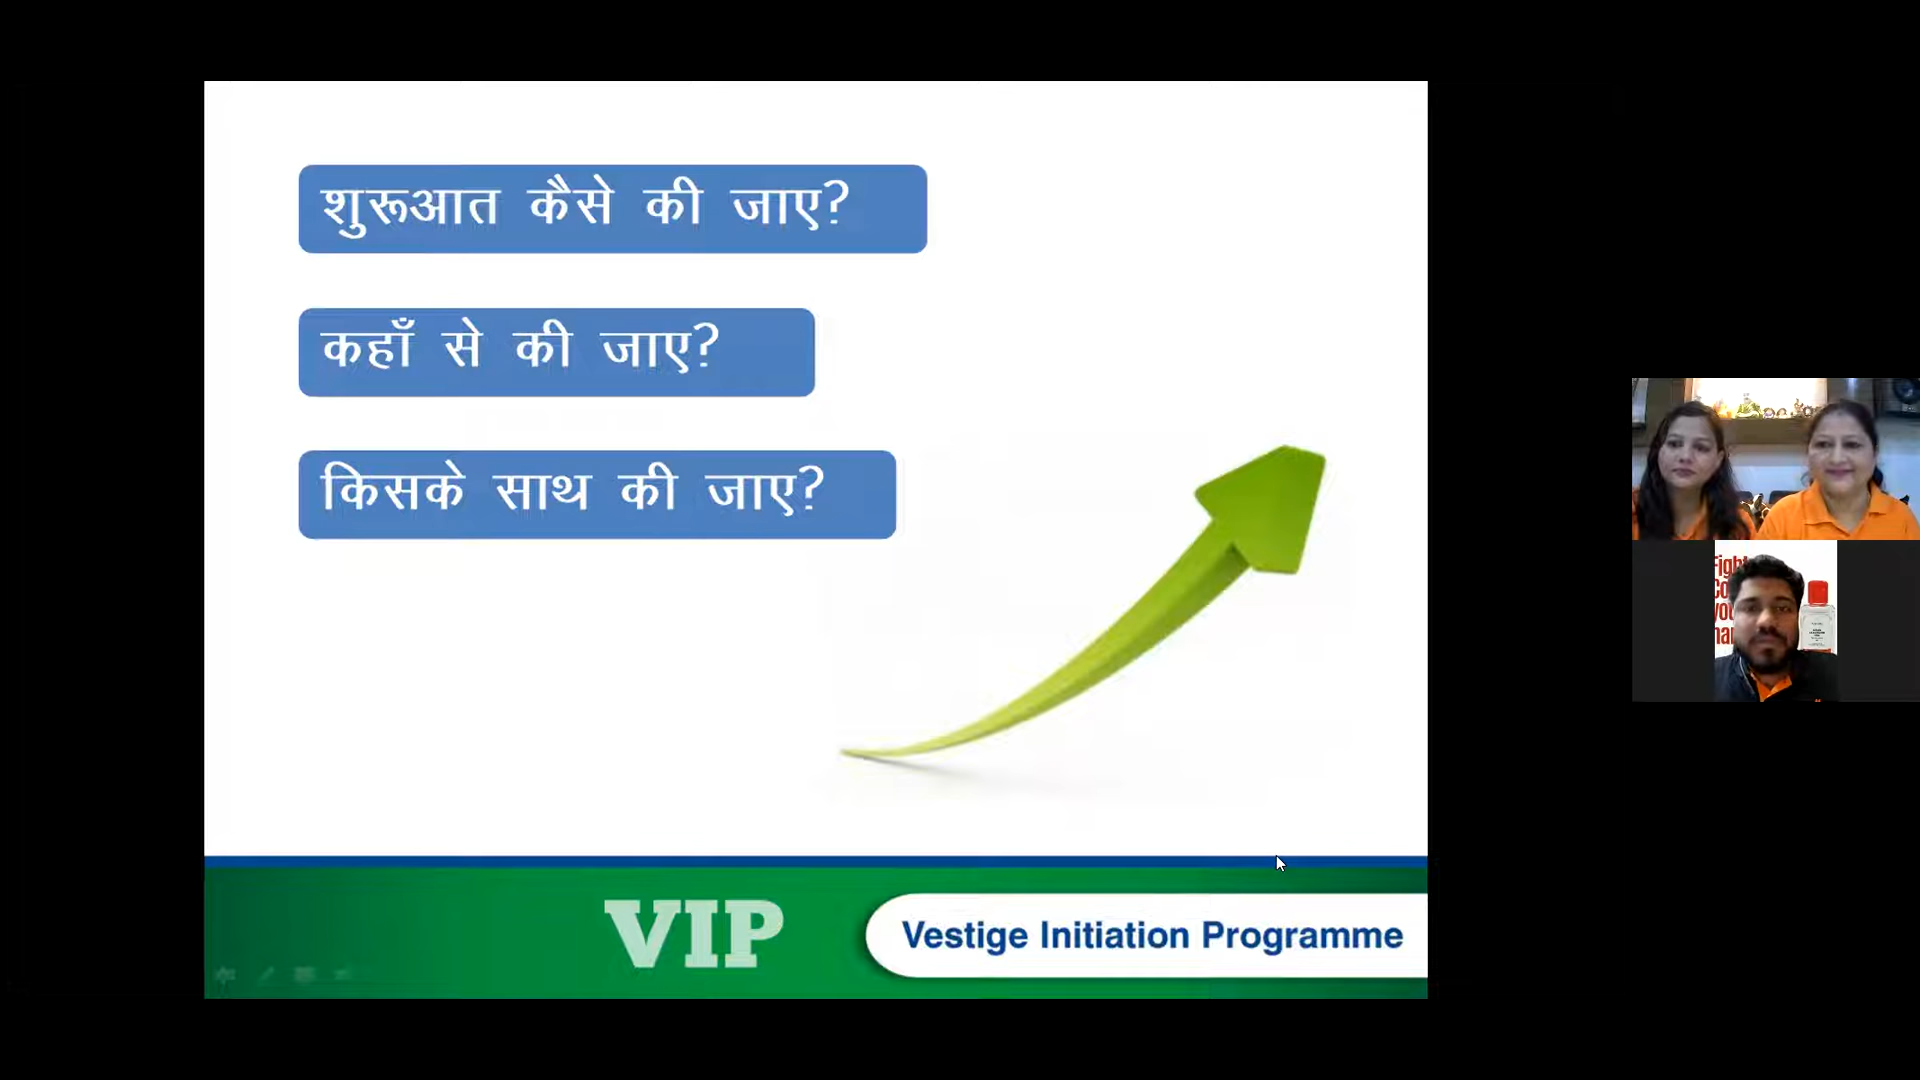 शुरूआत कैसे की जाए?
कहाँ से की जाए?
किसके साथ की जाए?
VIP
Vestige Initiation Programme